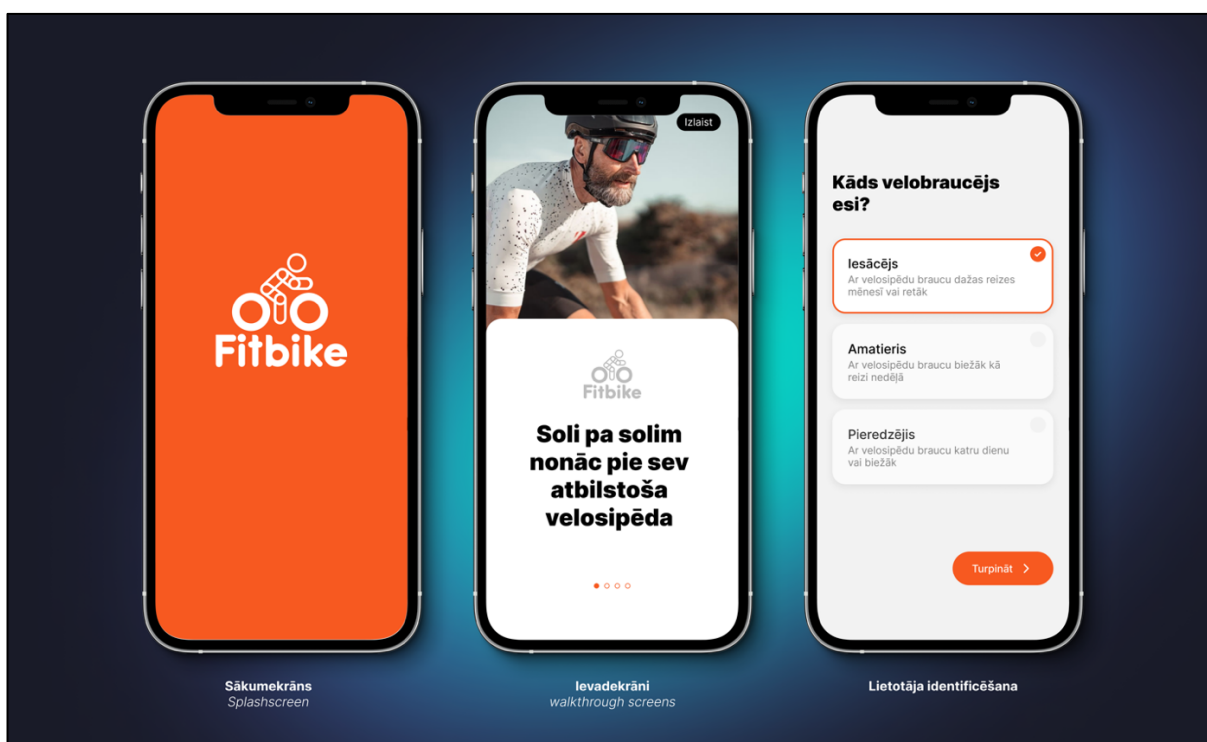 Fitbike
Sākumekrāns
Splashscreen
Izlaist
Fitbike
Soli pa solim
nonāc pie sev
atbilstoša
velosipēda
Ievadekrāni
walkthrough screens
Kāds velobraucējs
esi?
Iesācējs
Ar velosipēdu braucu dažas reizes
mēnesī vai retāk
Amatieris
Ar velosipēdu braucu biežāk kā
reizi nedēļā
Pieredzējis
Ar velosipēdu braucu katru dienu
vai biežāk
Turpināt
Lietotāja identificēšana